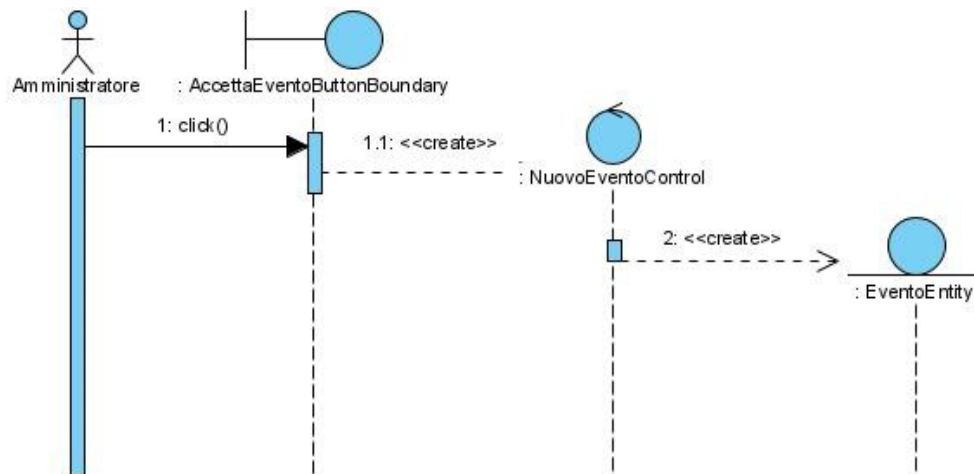 Amministratore
: AccettaEventoButtonBoundary
1: click()
1.1: <<create>>
: NuovoEventoControl
2: <<create>>
: EventoEntity